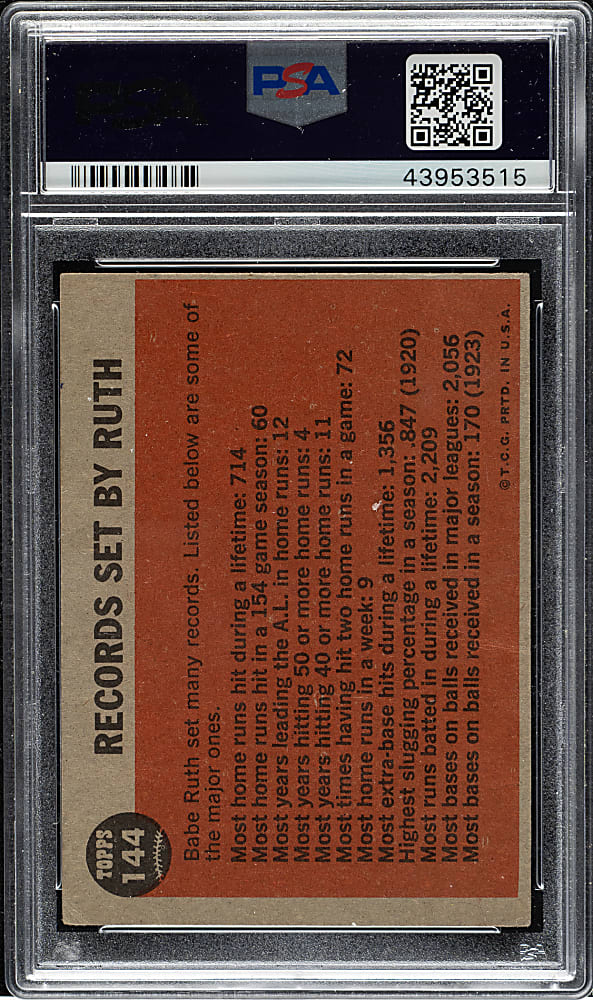 PSA
43953515
RECORDS SET BY RUTH
TOPPS
144
Babe Ruth set many records. Listed below are some of
the major ones.
Most home runs hit during a lifetime: 714
Most home runs hit in a 154 game season: 60
Most years leading the A.L. in home runs: 12
Most years hitting 50 or more home runs: 4
Most years hitting 40 or more home runs: 11
Most times having hit two home runs in a game: 72
Most home runs in a week: 9
Most extra-base hits during a lifetime: 1,356
Highest slugging percentage in a season: .847 (1920)
Most runs batted in during a lifetime: 2,209
Most bases on balls received in major leagues: 2,056
Most bases on balls received in a season: 170 (1923)
©T.C.G. PRTD. IN U.S.A.